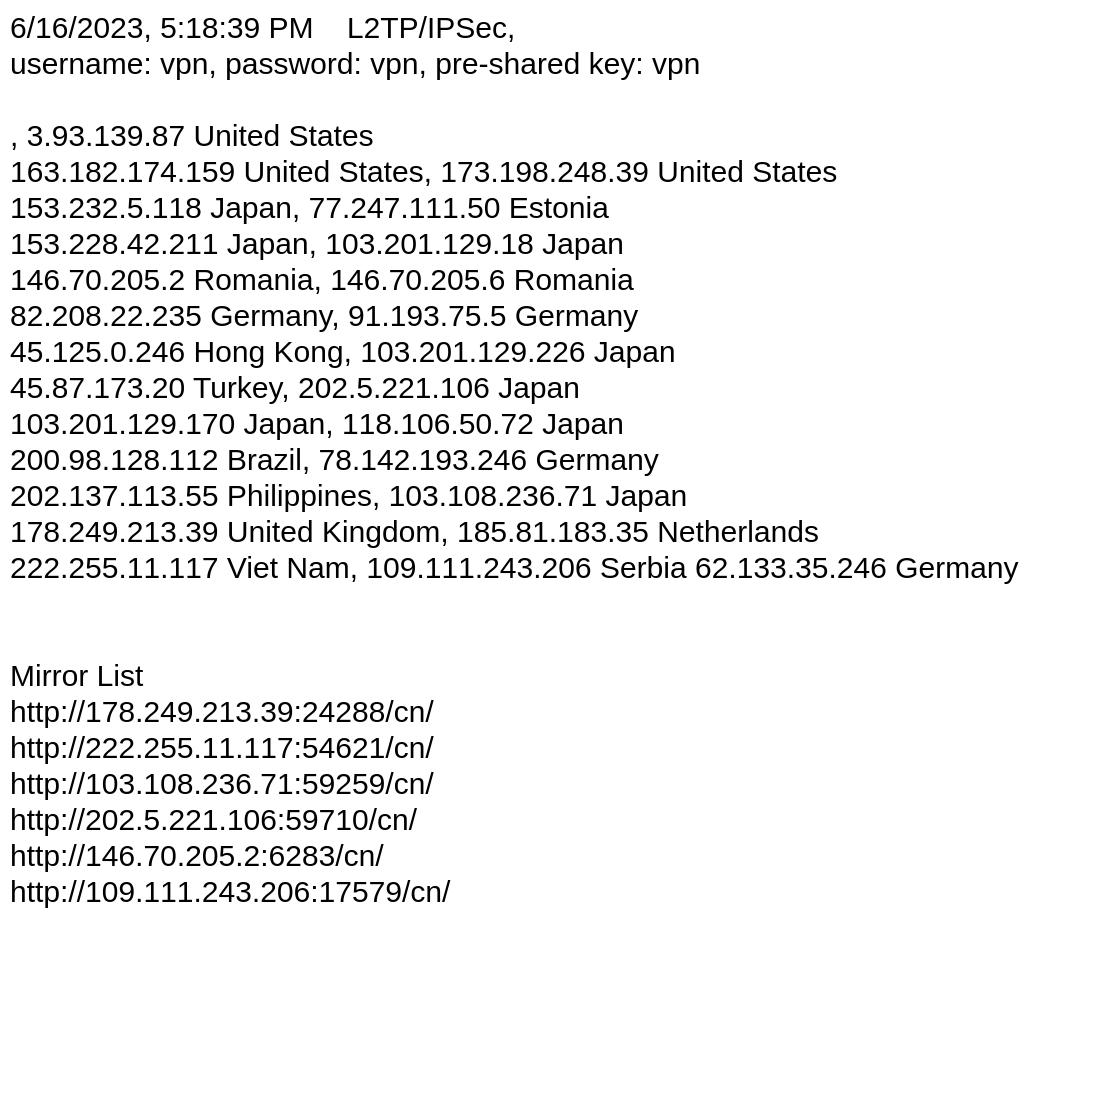 6/16/2023, 5:18:39 PM    L2TP/IPSec,
username: vpn, password: vpn, pre-shared key: vpn
, 3.93.139.87 United States
163.182.174.159 United States, 173.198.248.39 United States
153.232.5.118 Japan, 77.247.111.50 Estonia
153.228.42.211 Japan, 103.201.129.18 Japan
146.70.205.2 Romania, 146.70.205.6 Romania
82.208.22.235 Germany, 91.193.75.5 Germany
45.125.0.246 Hong Kong, 103.201.129.226 Japan
45.87.173.20 Turkey, 202.5.221.106 Japan
103.201.129.170 Japan, 118.106.50.72 Japan
200.98.128.112 Brazil, 78.142.193.246 Germany
202.137.113.55 Philippines, 103.108.236.71 Japan
178.249.213.39 United Kingdom, 185.81.183.35 Netherlands
222.255.11.117 Viet Nam, 109.111.243.206 Serbia 62.133.35.246 Germany
Mirror List
http://178.249.213.39:24288/cn/
http://222.255.11.117:54621/cn/
http://103.108.236.71:59259/cn/
http://202.5.221.106:59710/cn/
http://146.70.205.2:6283/cn/
http://109.111.243.206:17579/cn/